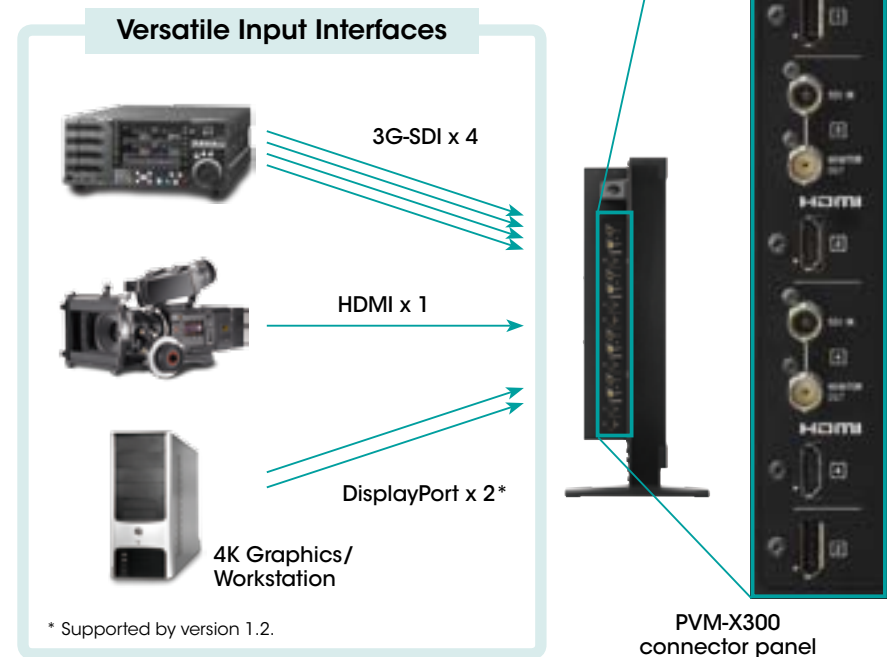 Versatile Input Interfaces
3G-SDI x 4
HDMI x 1
DisplayPort x 2*
4K Graphics/
Workstation
* Supported by version 1.2.
HDMI
HDMI
PVM-X300
connector panel